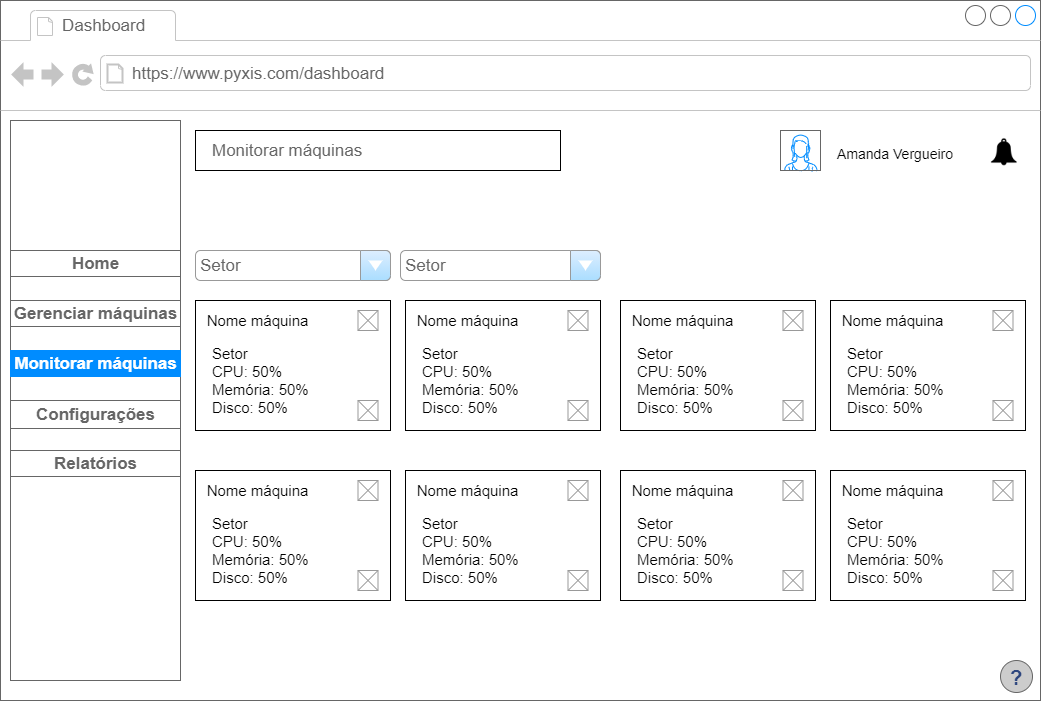 Dashboard
https://www.pyxis.com/dashboard
Monitorar máquinas
Amanda Vergueiro
Home
Gerenciar máquinas
Monitorar máquinas
Configurações
Relatórios
Setor
Setor
Nome máquina
Setor
CPU: 50%
Memória: 50%
Disco: 50%
Nome máquina
Setor
CPU: 50%
Memória: 50%
Disco: 50%
Nome máquina
Setor
CPU: 50%
Memória: 50%
Disco: 50%
Nome máquina
Setor
CPU: 50%
Memória: 50%
Disco: 50%
Nome máquina
Setor
CPU: 50%
Memória: 50%
Disco: 50%
Nome máquina
Setor
CPU: 50%
Memória: 50%
Disco: 50%
Nome máquina
Setor
CPU: 50%
Memória: 50%
Disco: 50%
Nome máquina
Setor
CPU: 50%
Memória: 50%
Disco: 50%
?